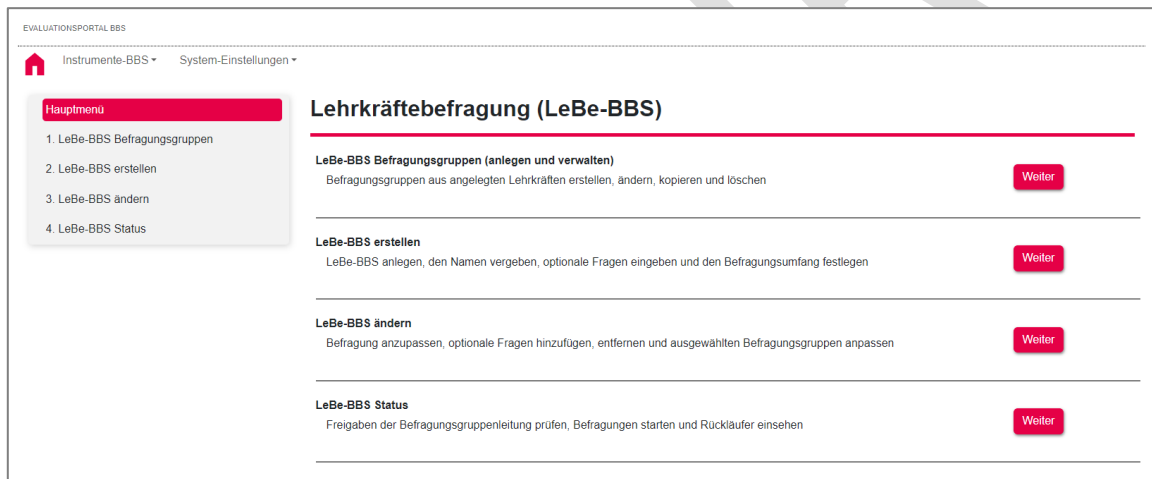 EVALUATIONSPORTAL BBS
Instrumente-BBS System-Einstellungen
Hauptmenü
1. LeBe-BBS Befragungsgruppen
2. LeBe-BBS erstellen
3. LeBe-BBS ändern
4. LeBe-BBS Status
Lehrkräftebefragung (LeBe-BBS)
LeBe-BBS Befragungsgruppen (anlegen und verwalten)
Befragungsgruppen aus angelegten Lehrkräften erstellen, ändern, kopieren und löschen
Weiter
LeBe-BBS erstellen
LeBe-BBS anlegen, den Namen vergeben, optionale Fragen eingeben und den Befragungsumfang festlegen
Weiter
LeBe-BBS ändern
Befragung anzupassen, optionale Fragen hinzufügen, entfernen und ausgewählten Befragungsgruppen anpassen
Weiter
LeBe-BBS Status
Freigaben der Befragungsgruppenleitung prüfen, Befragungen starten und Rückläufer einsehen
Weiter